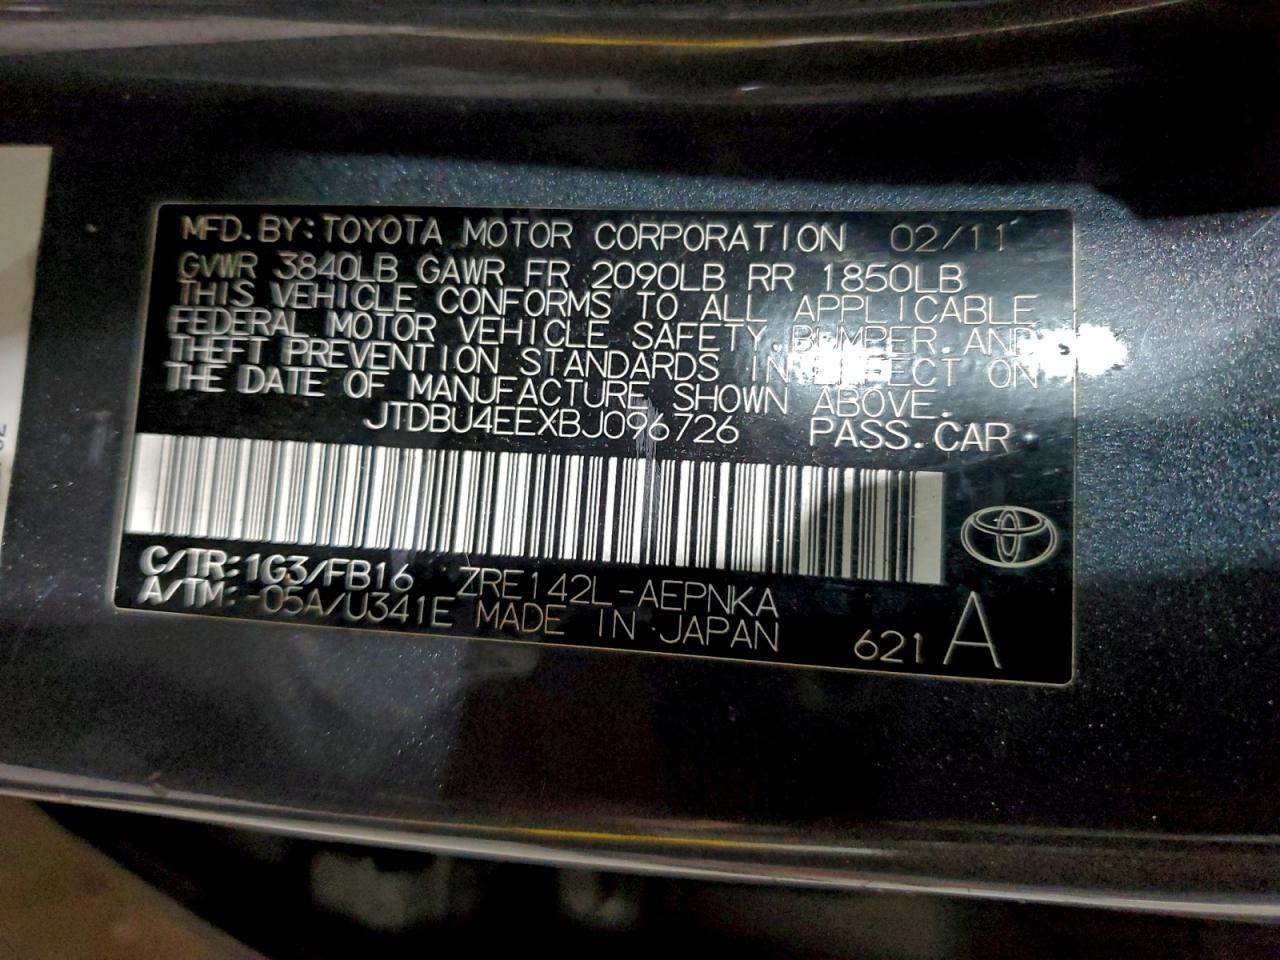 MFD. BY: TOYOTA MOTOR CORPORATION 02/11
GVWR 3840LB GAWR FR 2090LB RR 1850LB
THIS VEHICLE CONFORMS TO ALL APPLICABLE
FEDERAL MOTOR VEHICLE SAFETY, BUMPER, AND
THEFT PREVENTION STANDARDS IN EFFECT ON
THE DATE OF MANUFACTURE SHOWN ABOVE.
JTDBU4EEXBJ096726 PASS. CAR
C/TR: 1G3/FB16 ZRE142L-AEPNKA
A/TM: -05A/U341E MADE IN JAPAN 621 A